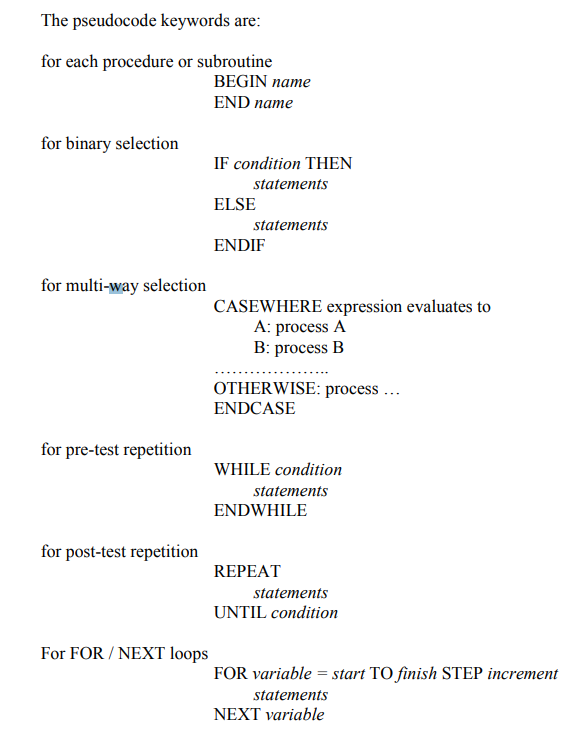 The pseudocode keywords are:
for each procedure or subroutine
BEGIN name
END name
for binary selection
IF condition THEN
statements
ELSE
statements
ENDIF
for multi-way selection
CASEWHERE expression evaluates to
A: process A
B: process B
………………..
OTHERWISE: process …
ENDCASE
for pre-test repetition
WHILE condition
statements
ENDWHILE
for post-test repetition
REPEAT
statements
UNTIL condition
For FOR / NEXT loops
FOR variable = start TO finish STEP increment
statements
NEXT variable